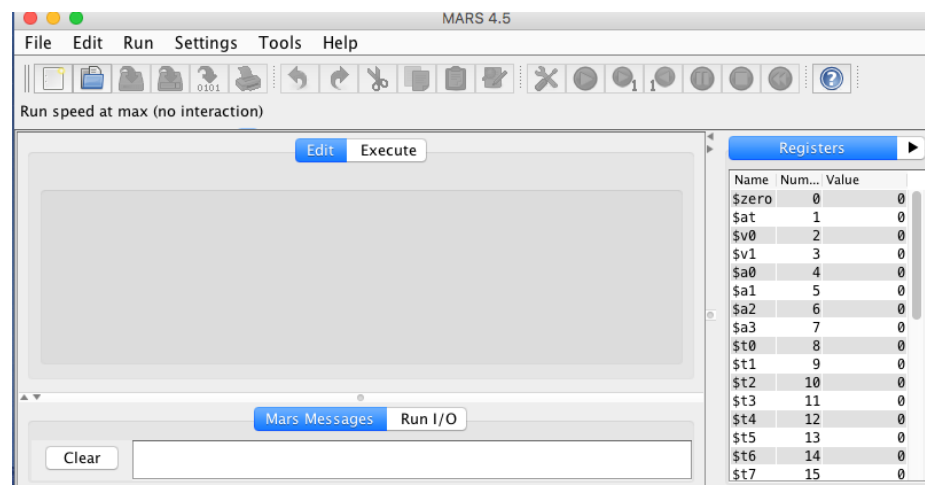 MARS 4.5
File Edit Run Settings Tools Help
0101 1 1 ?
Run speed at max (no interaction)
Edit Execute
Registers
Name Num... Value
$zero 0 0
$at 1 0
$v0 2 0
$v1 3 0
$a0 4 0
$a1 5 0
$a2 6 0
$a3 7 0
$t0 8 0
$t1 9 0
$t2 10 0
$t3 11 0
$t4 12 0
$t5 13 0
$t6 14 0
$t7 15 0
Mars Messages Run I/O
Clear